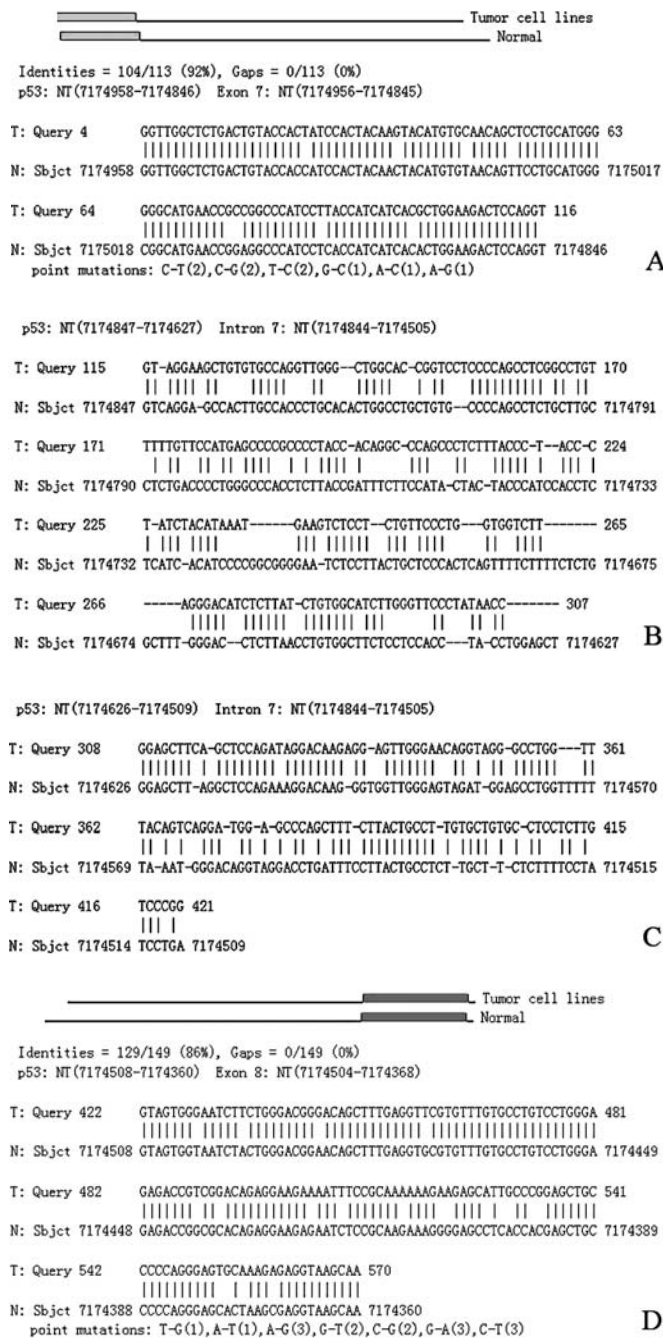 Tumor cell lines
Normal
Identities = 104/113 (92%), Gaps = 0/113 (0%)
p53: NT(7174958-7174846) Exon 7: NT(7174956-7174845)
T: Query 4 GGTTGGCTCTGACTGTACCACTATCCACTACAAGTACATGTGCAACAGCTCCTGCATGGG 63
N: Sbjct 7174958 GGTTGGCTCTGACTGTACCACCATCCACTACAACTACATGTGTAACAGTTCCTGCATGGG 7175017
T: Query 64 GGGCATGAACCGCCGGCCCATCCTTACCATCATCACGCTGGAAGACTCCAGGT 116
N: Sbjct 7175018 CGGCATGAACCGGAGGCCCATCCTCACCATCATCACACTGGAAGACTCCAGGT 7174846
point mutations: C-T(2),C-G(2),T-C(2),G-C(1),A-C(1),A-G(1)
A
p53: NT(7174847-7174627) Intron 7: NT(7174844-7174505)
T: Query 115 GT-AGGAAGCTGTGTGCCAGGTTGGG--CTGGCAC-CGGTCCTCCCCAGCCTCGGCCTGT 170
N: Sbjct 7174847 GTCAGGA-GCCACTTGCCACCCTGCACACTGGCCTGCTGTG--CCCCAGCCTCTGCTTGC 7174791
T: Query 171 TTTTGTTCCATGAGCCCCGCCCCTACC-ACAGGC-CCAGCCCTCTTTACCC-T--ACC-C 224
N: Sbjct 7174790 CTCTGACCCCTGGGCCCACCTCTTACCGATTTCTTCCATA-CTAC-TACCCATCCACCTC 7174733
T: Query 225 T-ATCTACATAAAT------GAAGTCTCCT--CTGTTCCCTG---GTGGTCTT------- 265
N: Sbjct 7174732 TCATC-ACATCCCCGGCGGGGAA-TCTCCTTACTGCTCCCACTCAGTTTTCTTTTCTCTG 7174675
T: Query 266 -----AGGGACATCTCTTAT-CTGTGGCATCTTGGGTTCCCTATAACC------- 307
N: Sbjct 7174674 GCTTT-GGGAC--CTCTTAACCTGTGGCTTCTCCTCCACC---TA-CCTGGAGCT 7174627
B
p53: NT(7174626-7174509) Intron 7: NT(7174844-7174505)
T: Query 308 GGAGCTTCA-GCTCCAGATAGGACAAGAGG-AGTTGGGAACAGGTAGG-GCCTGG---TT 361
N: Sbjct 7174626 GGAGCTT-AGGCTCCAGAAAGGACAAG-GGTGGTTGGGAGTAGAT-GGAGCCTGGTTTTT 7174570
T: Query 362 TACAGTCAGGA-TGG-A-GCCCAGCTTTC-TTACTGCCT-TGTGCTGTGC-CTCCTCTTG 415
N: Sbjct 7174569 TA-AAT-GGGACAGGTAGGACCTGATTTCCTTACTGCCTCT-TGCT-T-CTCTTTTCCTA 7174515
T: Query 416 TCCCGG 421
N: Sbjct 7174514 TCCTGA 7174509
C
Tumor cell lines
Normal
Identities = 129/149 (86%), Gaps = 0/149 (0%)
p53: NT(7174508-7174360) Exon 8: NT(7174504-7174368)
T: Query 422 GTAGTGGGAATCTTCTGGGACGGGACAGCTTTGAGGTTCGTGTTTGTGCCTGTCCTGGGA 481
N: Sbjct 7174508 GTAGTGGTAATCTACTGGGACGGAACAGCTTTGAGGTGCGTGTTTGTGCCTGTCCTGGGA 7174449
T: Query 482 GAGACCGTCGGACAGAGGAAGAAAATTTCCGCAAAAAAGAAGAGCATTGCCCGGAGCTGC 541
N: Sbjct 7174448 GAGACCGGCGCACAGAGGAAGAGAATCTCCGCAAGAAAGGGGAGCCTCACCACGAGCTGC 7174389
T: Query 542 CCCCAGGGAGTGCAAAGAGAGGTAAGCAA 570
N: Sbjct 7174388 CCCCAGGGAGCACTAAGCGAGGTAAGCAA 7174360
point mutations: T-G(1),A-T(1),A-G(3),G-T(2),C-G(2),G-A(3),C-T(3)
D